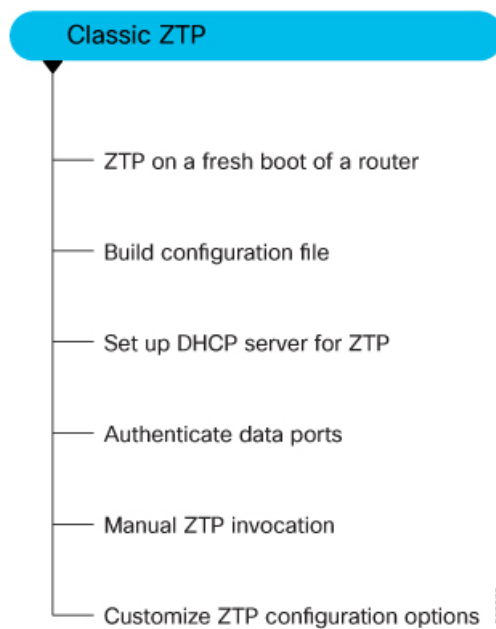 Classic ZTP
ZTP on a fresh boot of a router
Build configuration file
Set up DHCP server for ZTP
Authenticate data ports
Manual ZTP invocation
Customize ZTP configuration options